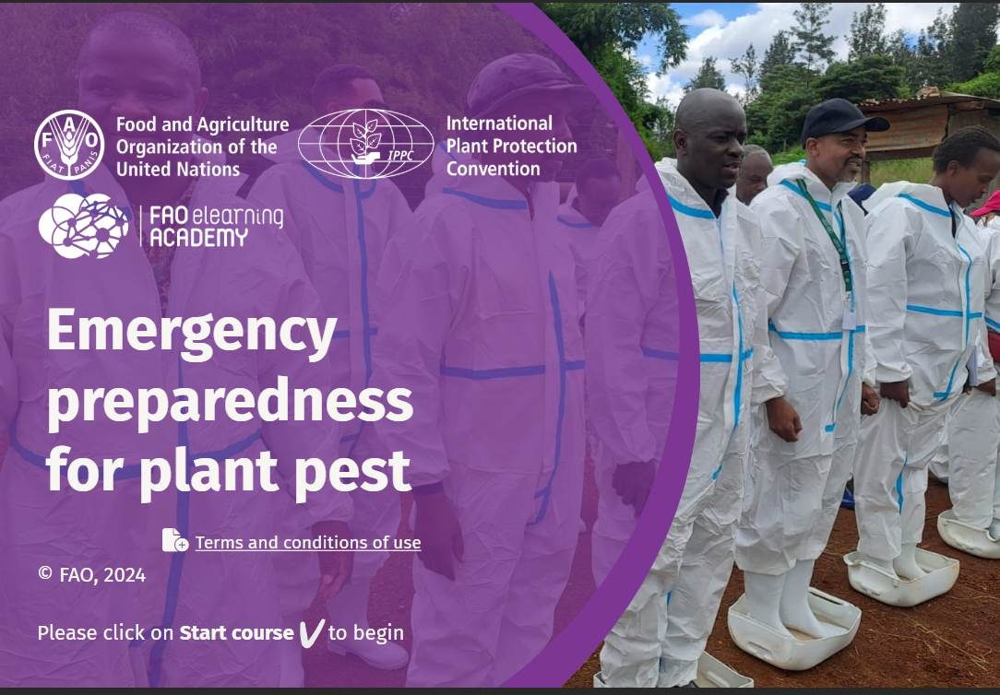 FAO
FIAT PANIS
Food and Agriculture
Organization of the
United Nations
IPPC
International
Plant Protection
Convention
FAO elearning
ACADEMY
Emergency
preparedness
for plant pest
Terms and conditions of use
© FAO, 2024
Please click on Start course to begin